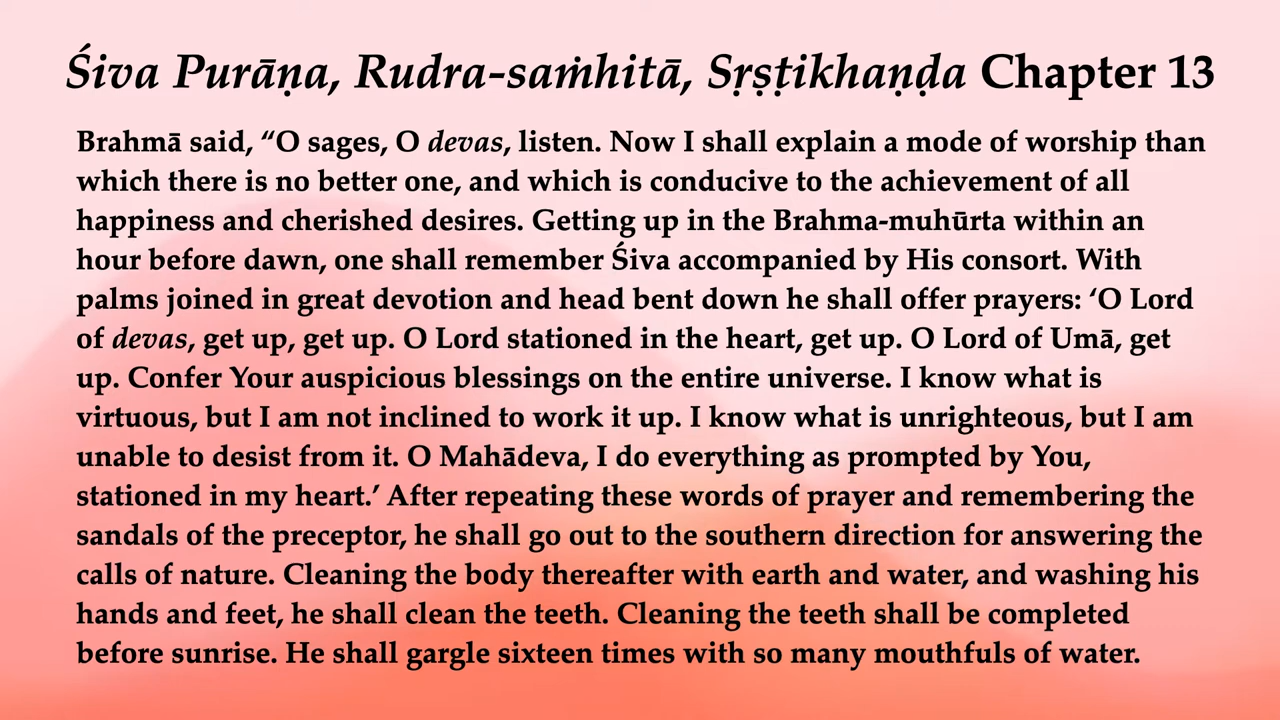 Śiva Purāṇa, Rudra-saṁhitā, Sṛṣṭikhaṇḍa Chapter 13
Brahmā said, “O sages, O devas, listen. Now I shall explain a mode of worship than
which there is no better one, and which is conducive to the achievement of all
happiness and cherished desires. Getting up in the Brahma-muhūrta within an
hour before dawn, one shall remember Śiva accompanied by His consort. With
palms joined in great devotion and head bent down he shall offer prayers: ‘O Lord
of devas, get up, get up. O Lord stationed in the heart, get up. O Lord of Umā, get
up. Confer Your auspicious blessings on the entire universe. I know what is
virtuous, but I am not inclined to work it up. I know what is unrighteous, but I am
unable to desist from it. O Mahādeva, I do everything as prompted by You,
stationed in my heart.’ After repeating these words of prayer and remembering the
sandals of the preceptor, he shall go out to the southern direction for answering the
calls of nature. Cleaning the body thereafter with earth and water, and washing his
hands and feet, he shall clean the teeth. Cleaning the teeth shall be completed
before sunrise. He shall gargle sixteen times with so many mouthfuls of water.